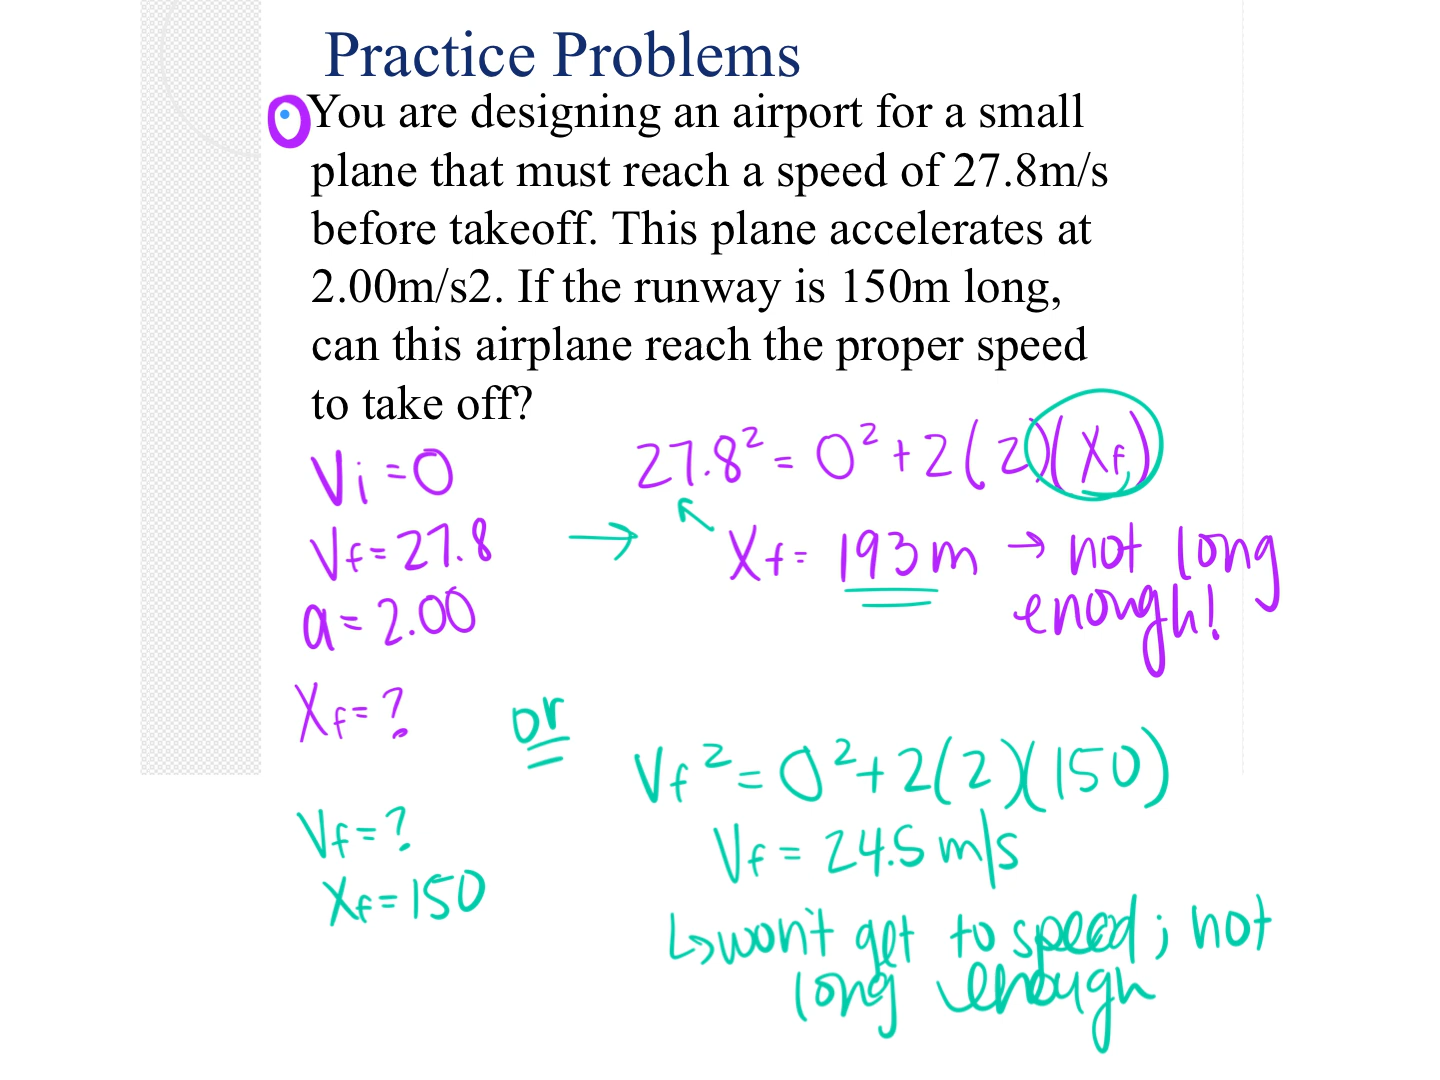 Practice Problems
You are designing an airport for a small
plane that must reach a speed of 27.8m/s
before takeoff. This plane accelerates at
2.00m/s2. If the runway is 150m long,
can this airplane reach the proper speed
to take off?
Vi = 0
Vf = 27.8
a = 2.00
Xf = ?
27.8² = 0² + 2(2)(Xf)
→ Xf = 193m → not long
enough!
or
Vf = ?
Xf = 150
Vf² = 0² + 2(2)(150)
Vf = 24.5 m/s
↳ won't get to speed; not
long enough